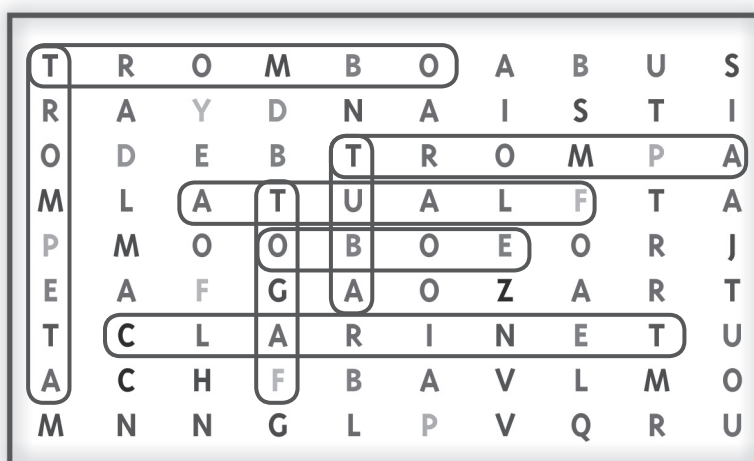 T R O M B O A B U S
R A Y D N A I S T I
O D E B T R O M P A
M L A T U A L F T A
P M O O B O E O R J
E A F G A O Z A R T
T C L A R I N E T U
A C H F B A V L M O
M N N G L P V Q R U